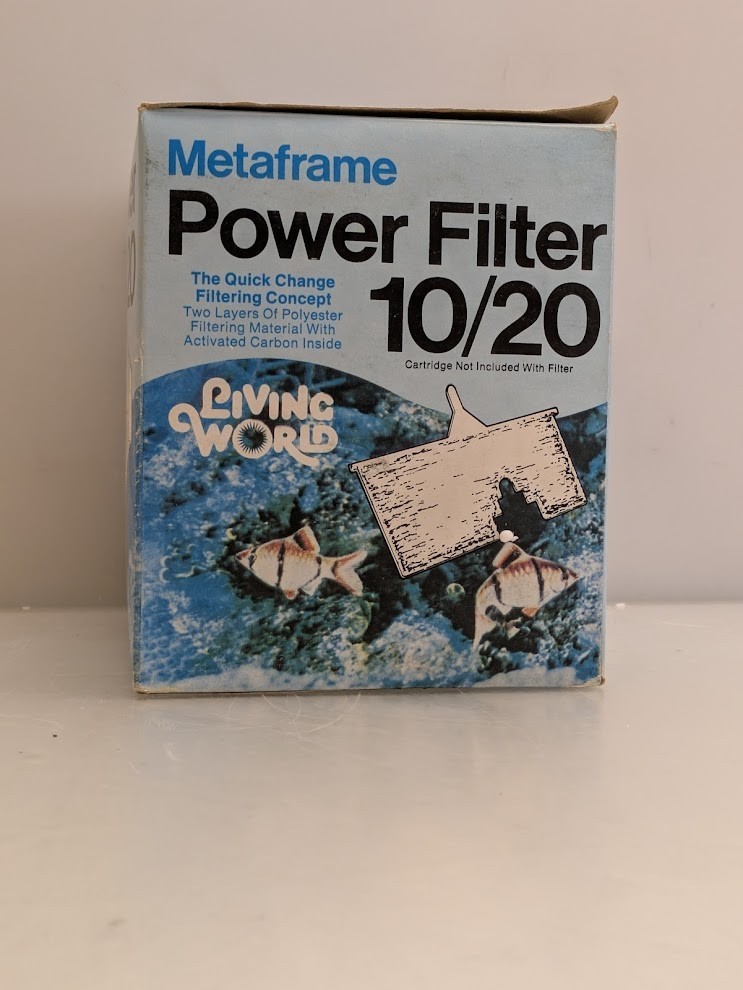 Metaframe
Power Filter
10/20
The Quick Change
Filtering Concept
Two Layers Of Polyester
Filtering Material With
Activated Carbon Inside
Cartridge Not Included With Filter
LIVING
WORLD